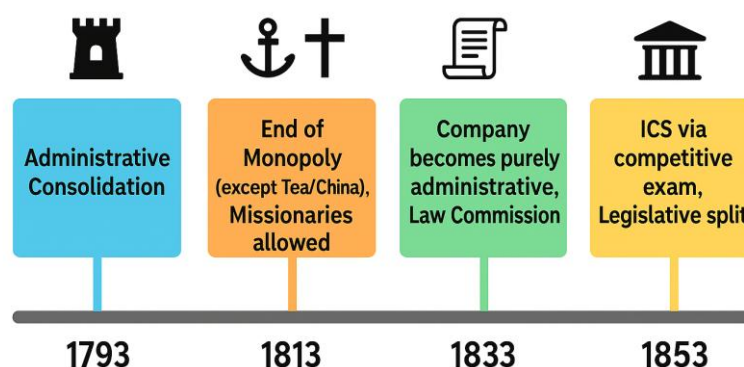 Administrative
Consolidation
End of
Monopoly
(except Tea/China),
Missionaries
allowed
Company
becomes purely
administrative,
Law Commission
ICS via
competitive
exam,
Legislative split
1793
1813
1833
1853